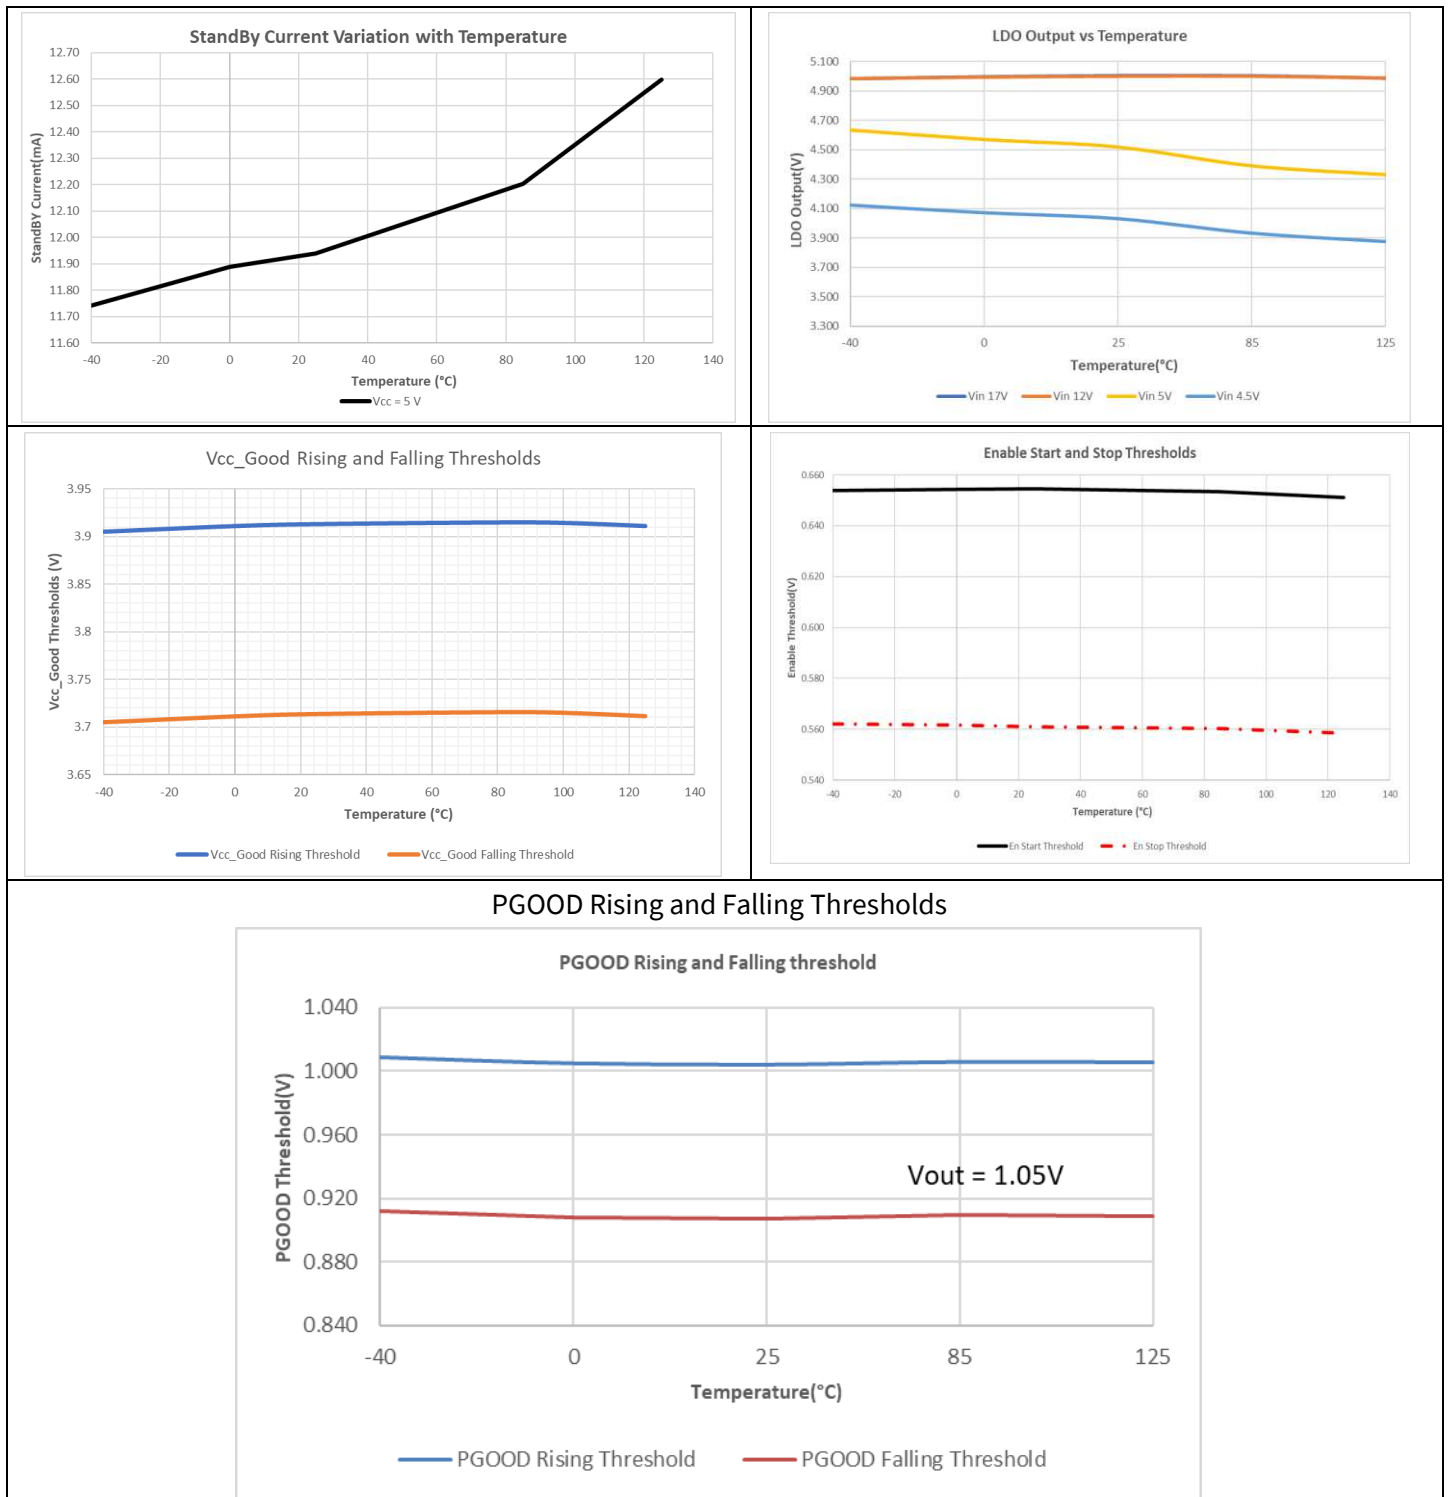 StandBy Current Variation with Temperature
12.70
12.60
12.50
12.40
12.30
12.20
12.10
12.00
11.90
11.80
11.70
11.60
StandBY Current(mA)
-40 -20 0 20 40 60 80 100 120 140
Temperature (°C)
Vcc = 5 V
LDO Output vs Temperature
5.100
4.900
4.700
4.500
4.300
4.100
3.900
3.700
3.500
3.300
LDO Output(V)
-40 0 25 85 125
Temperature(°C)
Vin 17V Vin 12V Vin 5V Vin 4.5V
Vcc_Good Rising and Falling Thresholds
3.95
3.9
3.85
3.8
3.75
3.7
3.65
Vcc_Good Thresholds (V)
-40 -20 0 20 40 60 80 100 120 140
Temperature (°C)
Vcc_Good Rising Threshold Vcc_Good Falling Threshold
Enable Start and Stop Thresholds
0.660
0.640
0.620
0.600
0.580
0.560
0.540
Enable Threshold(V)
-40 -20 0 20 40 60 80 100 120 140
Temperature (°C)
En Start Threshold En Stop Threshold
PGOOD Rising and Falling Thresholds
PGOOD Rising and Falling threshold
1.040
1.000
0.960
0.920
0.880
0.840
PGOOD Threshold(V)
Vout = 1.05V
-40 0 25 85 125
Temperature(°C)
PGOOD Rising Threshold PGOOD Falling Threshold